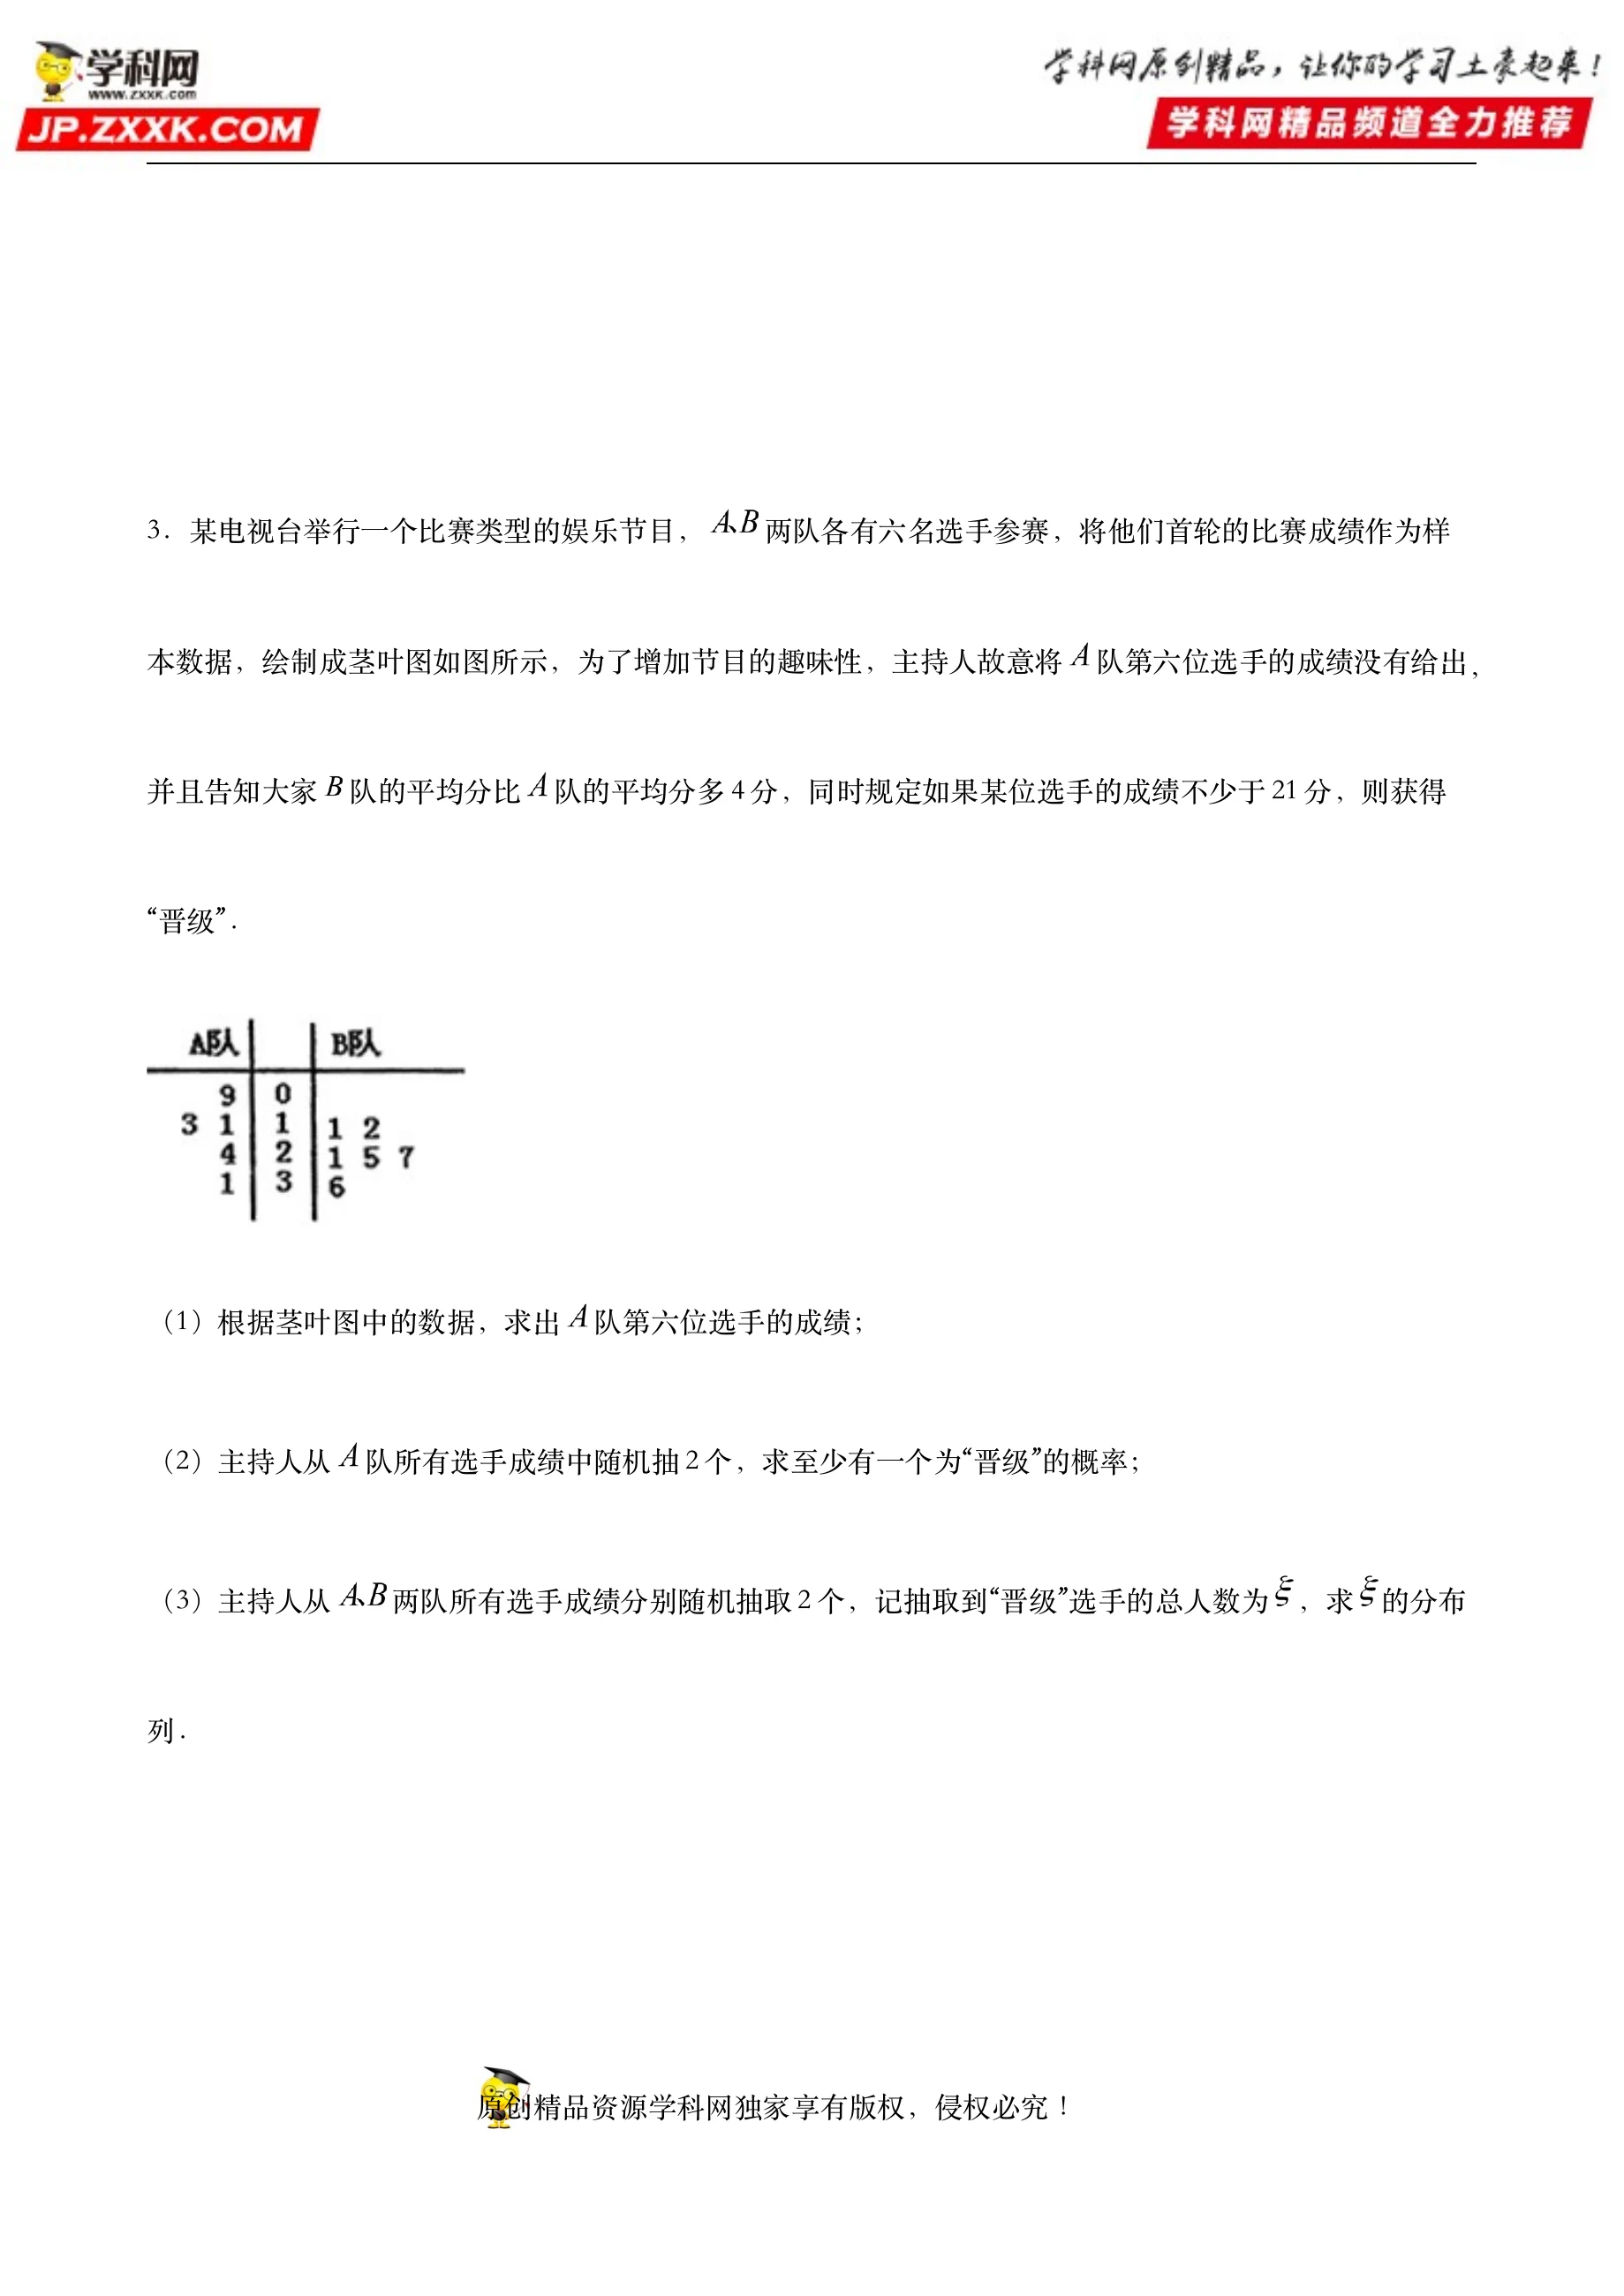 学科网
www.zxxk.com
JP.ZXXK.COM
学科网原创精品，让你的学习土豪起来！
学科网精品频道全力推荐
3．某电视台举行一个比赛类型的娱乐节目，A、B两队各有六名选手参赛，将他们首轮的比赛成绩作为样
本数据，绘制成茎叶图如图所示，为了增加节目的趣味性，主持人故意将A队第六位选手的成绩没有给出，
并且告知大家B队的平均分比A队的平均分多4分，同时规定如果某位选手的成绩不少于21分，则获得
“晋级”．
A队 B队
9 0
3 1 1 1 2
4 2 1 5 7
1 3 6
（1）根据茎叶图中的数据，求出A队第六位选手的成绩；
（2）主持人从A队所有选手成绩中随机抽2个，求至少有一个为“晋级”的概率；
（3）主持人从A、B两队所有选手成绩分别随机抽取2个，记抽取到“晋级”选手的总人数为ξ，求ξ的分布
列．
原创精品资源学科网独家享有版权，侵权必究！